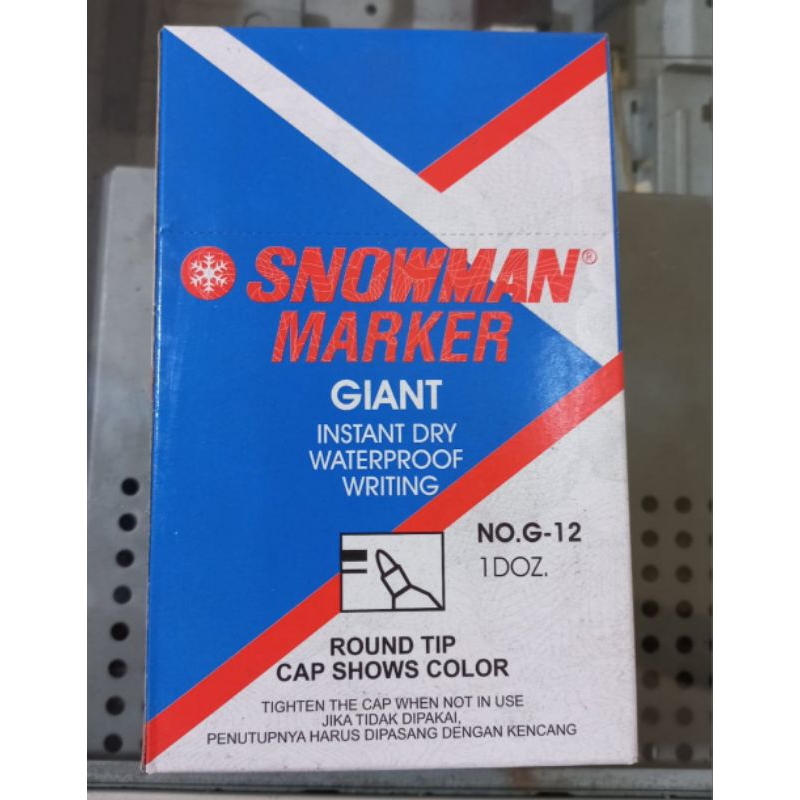 SNOWMAN®
MARKER
GIANT
INSTANT DRY
WATERPROOF
WRITING
NO.G-12
1DOZ.
ROUND TIP
CAP SHOWS COLOR
TIGHTEN THE CAP WHEN NOT IN USE
JIKA TIDAK DIPAKAI,
PENUTUPNYA HARUS DIPASANG DENGAN KENCANG